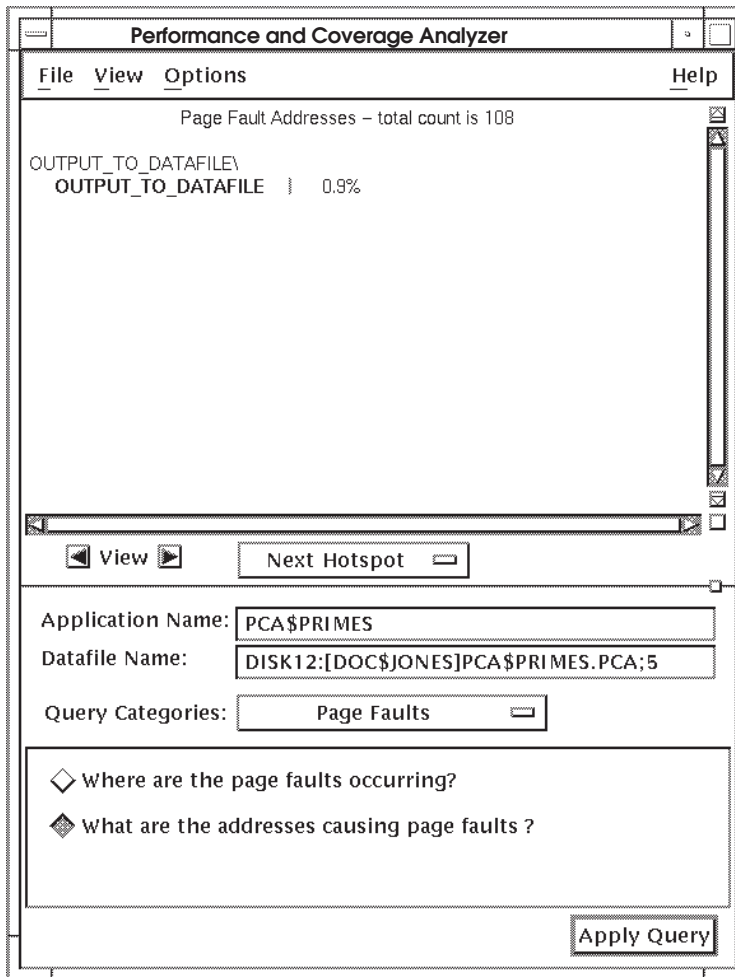 Performance and Coverage Analyzer
File View Options Help
Page Fault Addresses – total count is 108
OUTPUT_TO_DATAFILE\
OUTPUT_TO_DATAFILE | 0.9%
View Next Hotspot
Application Name: PCA$PRIMES
Datafile Name: DISK12:[DOC$JONES]PCA$PRIMES.PCA;5
Query Categories: Page Faults
Where are the page faults occurring?
What are the addresses causing page faults ?
Apply Query